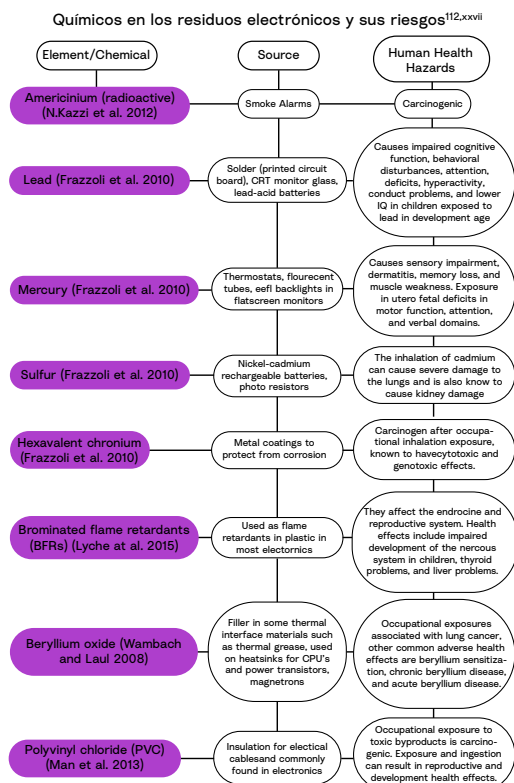 Químicos en los residuos electrónicos y sus riesgos112,xxvii
Element/Chemical
Source
Human Health
Hazards
Americinium (radioactive)
(N.Kazzi et al. 2012)
Smoke Alarms
Carcinogenic
Lead (Frazzoli et al. 2010)
Solder (printed circuit
board), CRT monitor glass,
lead-acid batteries
Causes impaired cognitive
function, behavioral
disturbances, attention,
deficits, hyperactivity,
conduct problems, and lower
IQ in children exposed to
lead in development age
Mercury (Frazzoli et al. 2010)
Thermostats, flourecent
tubes, eefl backlights in
flatscreen monitors
Causes sensory impairment,
dermatitis, memory loss, and
muscle weakness. Exposure
in utero fetal deficits in
motor function, attention,
and verbal domains.
Sulfur (Frazzoli et al. 2010)
Nickel-cadmium
rechargeable batteries,
photo resistors
The inhalation of cadmium
can cause severe damage to
the lungs and is also know to
cause kidney damage
Hexavalent chronium
(Frazzoli et al. 2010)
Metal coatings to
protect from corrosion
Carcinogen after occupa-
tional inhalation exposure,
known to havecytotoxic and
genotoxic effects.
Brominated flame retardants
(BFRs) (Lyche at al. 2015)
Used as flame
retardants in plastic in
most electornics
They affect the endocrine and
reproductive system. Health
effects include impaired
development of the nercous
system in children, thyroid
problems, and liver problems.
Beryllium oxide (Wambach
and Laul 2008)
Filler in some thermal
interface materials such
as thermal grease, used
on heatsinks for CPU's
and power transistors,
magnetrons
Occupational exposures
associated with lung cancer,
other common adverse health
effects are beryllium sensitiza-
tion, chronic beryllium disease,
and acute beryllium disease.
Polyvinyl chloride (PVC)
(Man et al. 2013)
Insulation for electical
cablesand commonly
found in electronics
Occupational exposure to
toxic byproducts is carcino-
genic. Exposure and ingestion
can result in reproductive and
development health effects.